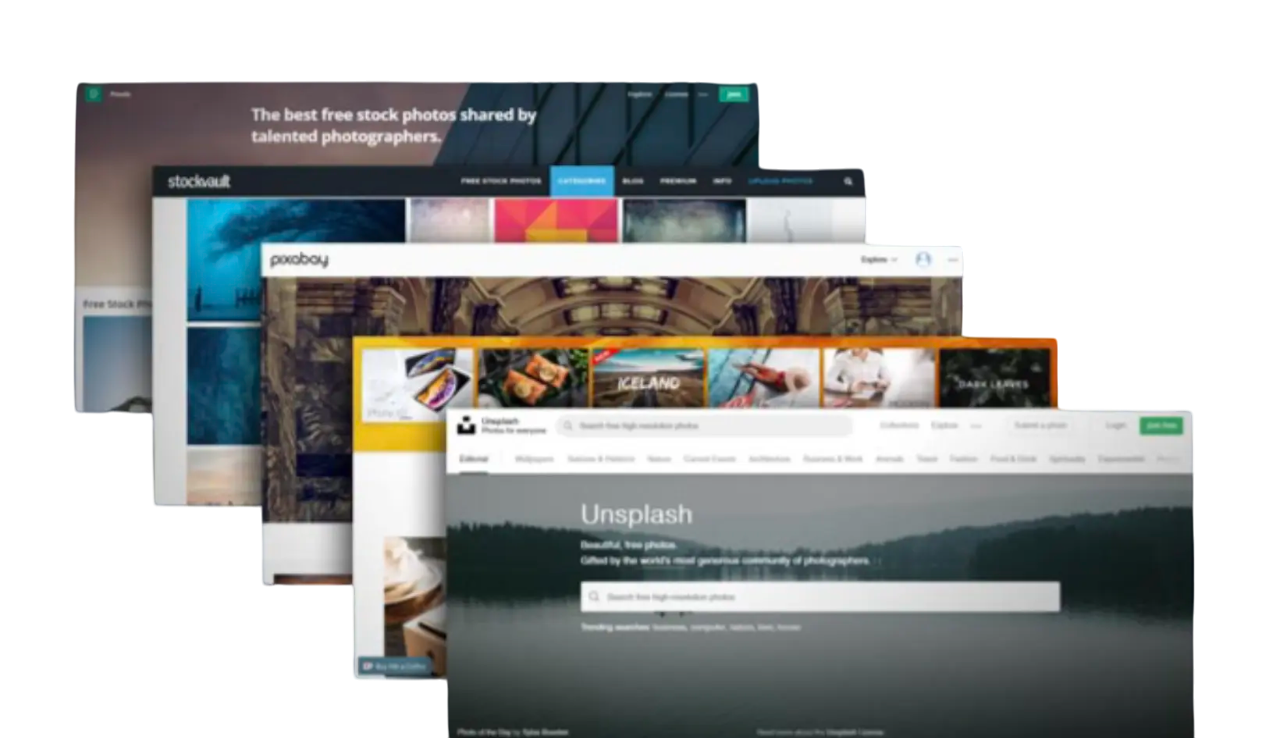 Pexels
Explore License ••• Join
The best free stock photos shared by
talented photographers.
stockvault
FREE STOCK PHOTOS CATEGORIES BLOG PREMIUM INFO UPLOAD PHOTOS
Free Stock Pho
pixabay
Explore
ICELAND
DARK LEAVES
Unsplash
Photos for everyone
Search free high-resolution photos
Collections Explore ••• Submit a photo Login Join free
Editorial Wallpapers Textures & Patterns Nature Current Events Architecture Business & Work Animals Travel Fashion Food & Drink Spirituality Experimental
Unsplash
Beautiful, free photos.
Gifted by the world's most generous community of photographers.
Search free high-resolution photos
Trending searches: business, computer, nature, love, house
Buy me a coffee
Photo of the Day by
Read more about the Unsplash License